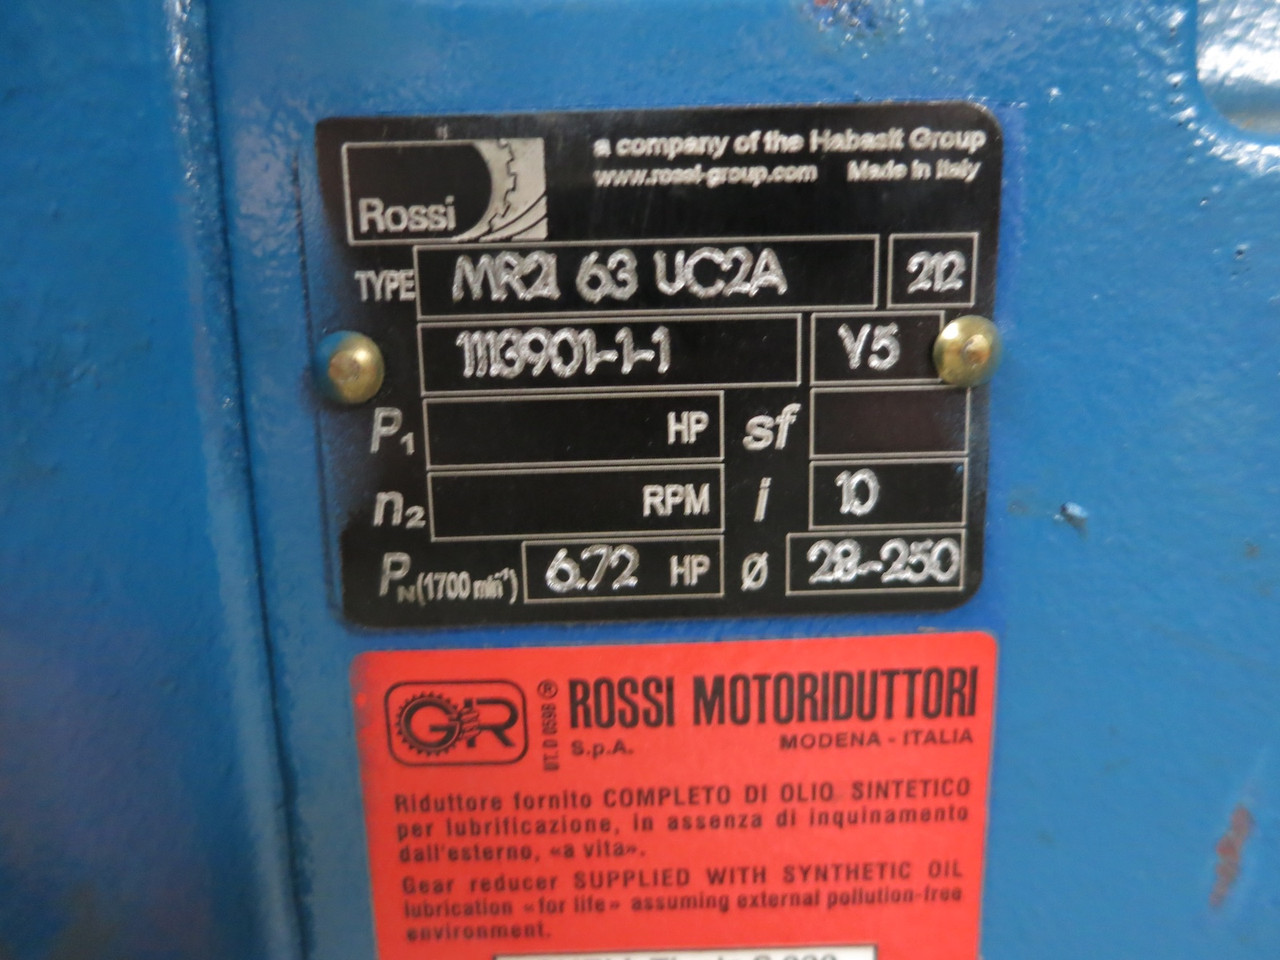 Rossi
a company of the Habasit Group
www.rossi-group.com Made in Italy
TYPE MR2I 63 UC2A 212
1113901-1-1 V5
P1 HP sf
n2 RPM i 10
PN(1700 min-1) 6.72 HP Ø 28-250
GR UT. D 0598 ® ROSSI MOTORIDUTTORI
S.p.A. MODENA - ITALIA
Riduttore fornito COMPLETO DI OLIO SINTETICO
per lubrificazione, in assenza di inquinamento
dall'esterno, «a vita».
Gear reducer SUPPLIED WITH SYNTHETIC OIL
lubrication «for life» assuming external pollution-free
environment.